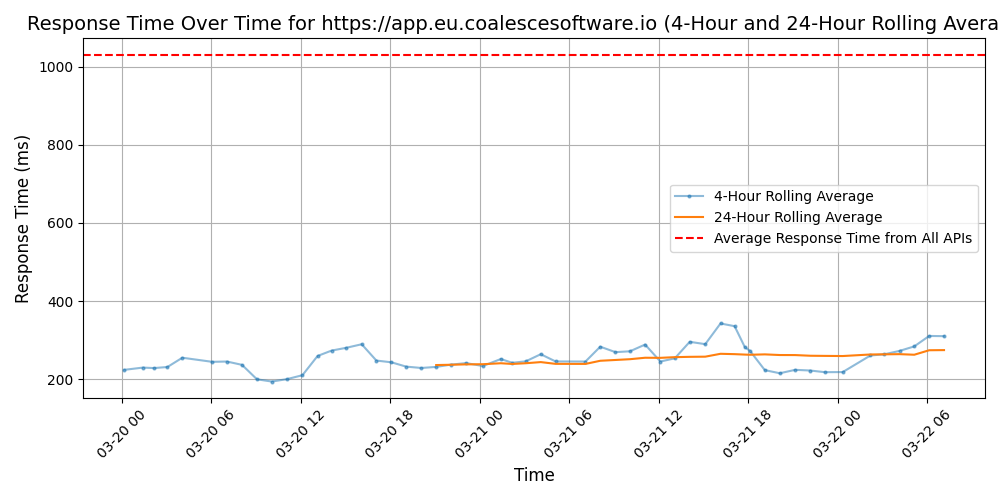 Response Time Over Time for https://app.eu.coalescesoftware.io (4-Hour and 24-Hour Rolling Avera
Response Time (ms)
1000
800
600
400
200
4-Hour Rolling Average
24-Hour Rolling Average
Average Response Time from All APIs
03-20 00
03-20 06
03-20 12
03-20 18
03-21 00
03-21 06
03-21 12
03-21 18
03-22 00
03-22 06
Time